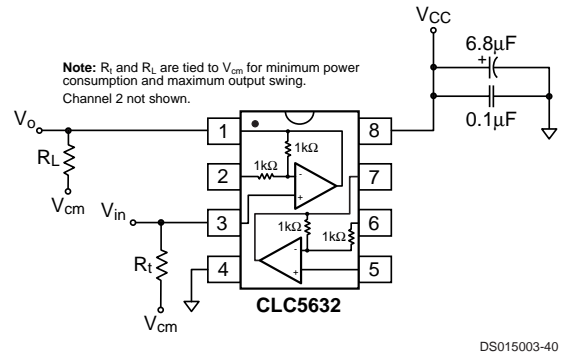 VCC
6.8µF
+
Note: Rt and RL are tied to Vcm for minimum power
consumption and maximum output swing.
Channel 2 not shown.
0.1µF
Vo
1
8
RL
1kΩ
2
1kΩ
-
7
+
Vcm
Vin
3
1kΩ
1kΩ
6
Rt
-
4
+
5
Vcm
CLC5632
DS015003-40